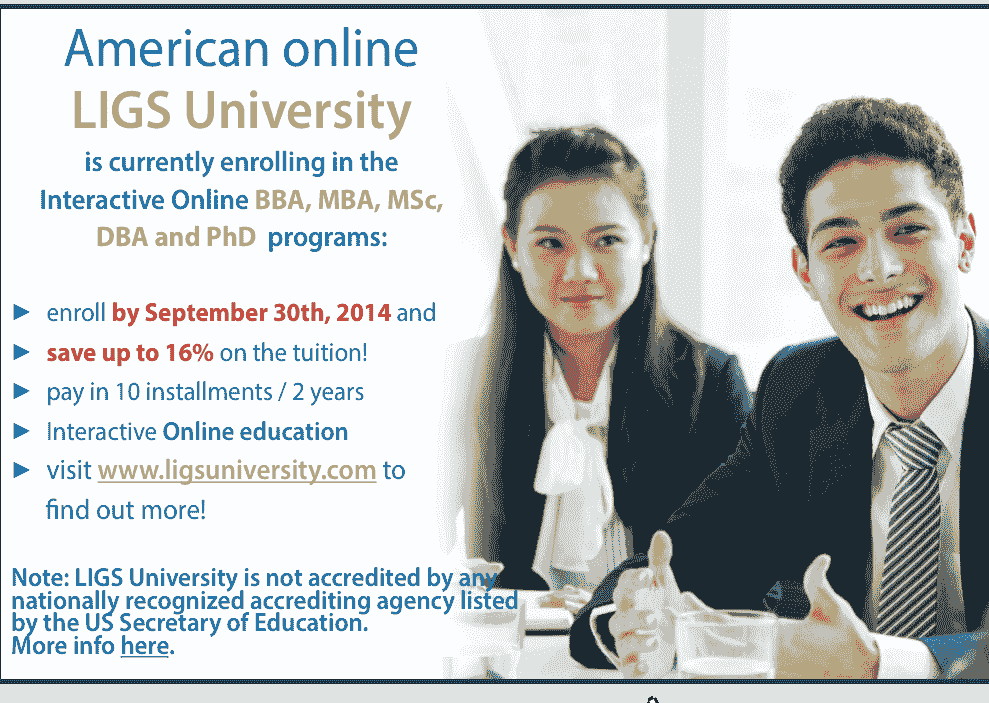 American online
LIGS University
is currently enrolling in the
Interactive Online BBA, MBA, MSc,
DBA and PhD programs:
► enroll by September 30th, 2014 and
► save up to 16% on the tuition!
► pay in 10 installments / 2 years
► Interactive Online education
► visit www.ligsuniversity.com to
find out more!
Note: LIGS University is not accredited by any
nationally recognized accrediting agency listed
by the US Secretary of Education.
More info here.